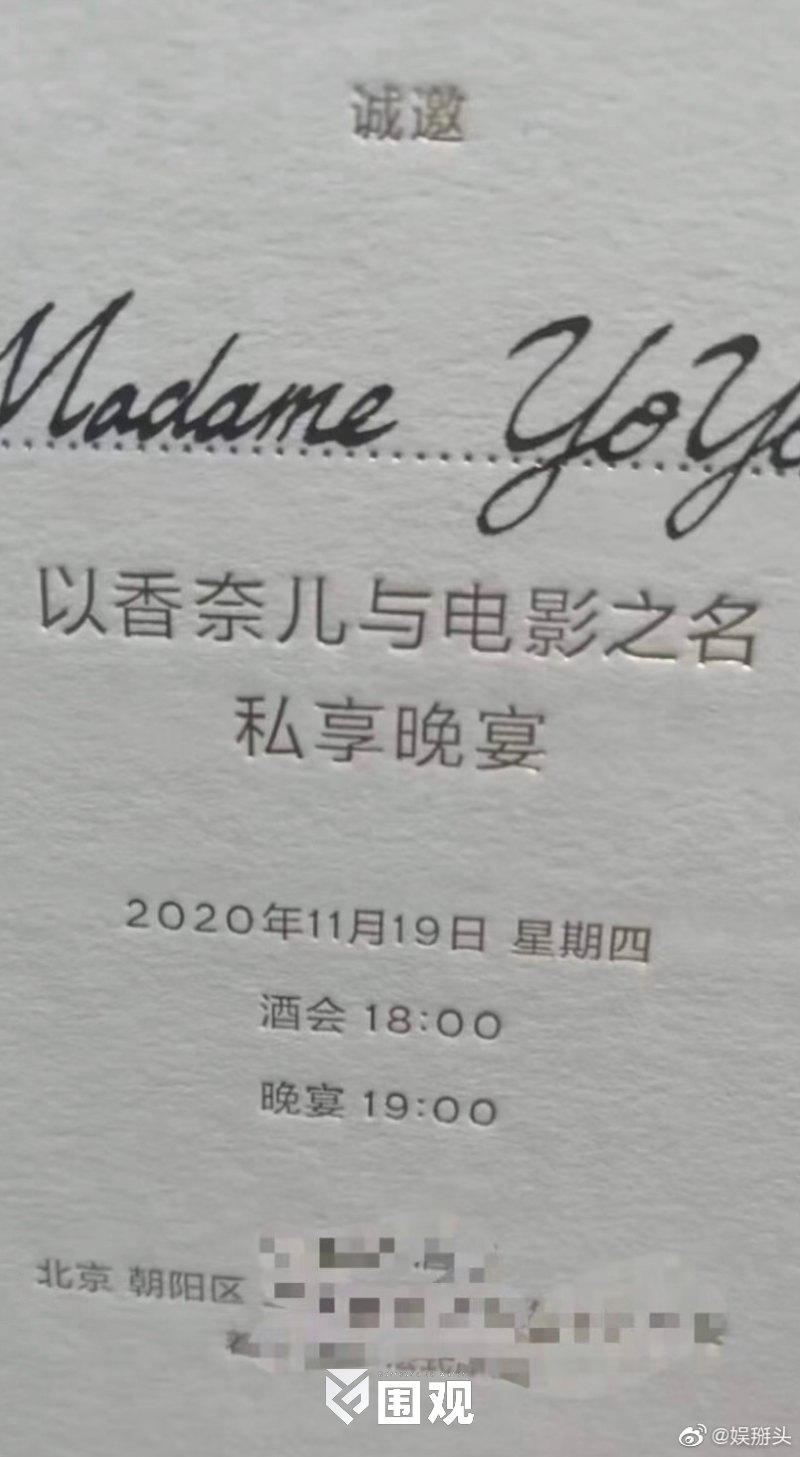 诚邀
Madame YoYo
以香奈儿与电影之名
私享晚宴
2020年11月19日 星期四
酒会 18:00
晚宴 19:00
北京 朝阳区
围观
@娱掰头